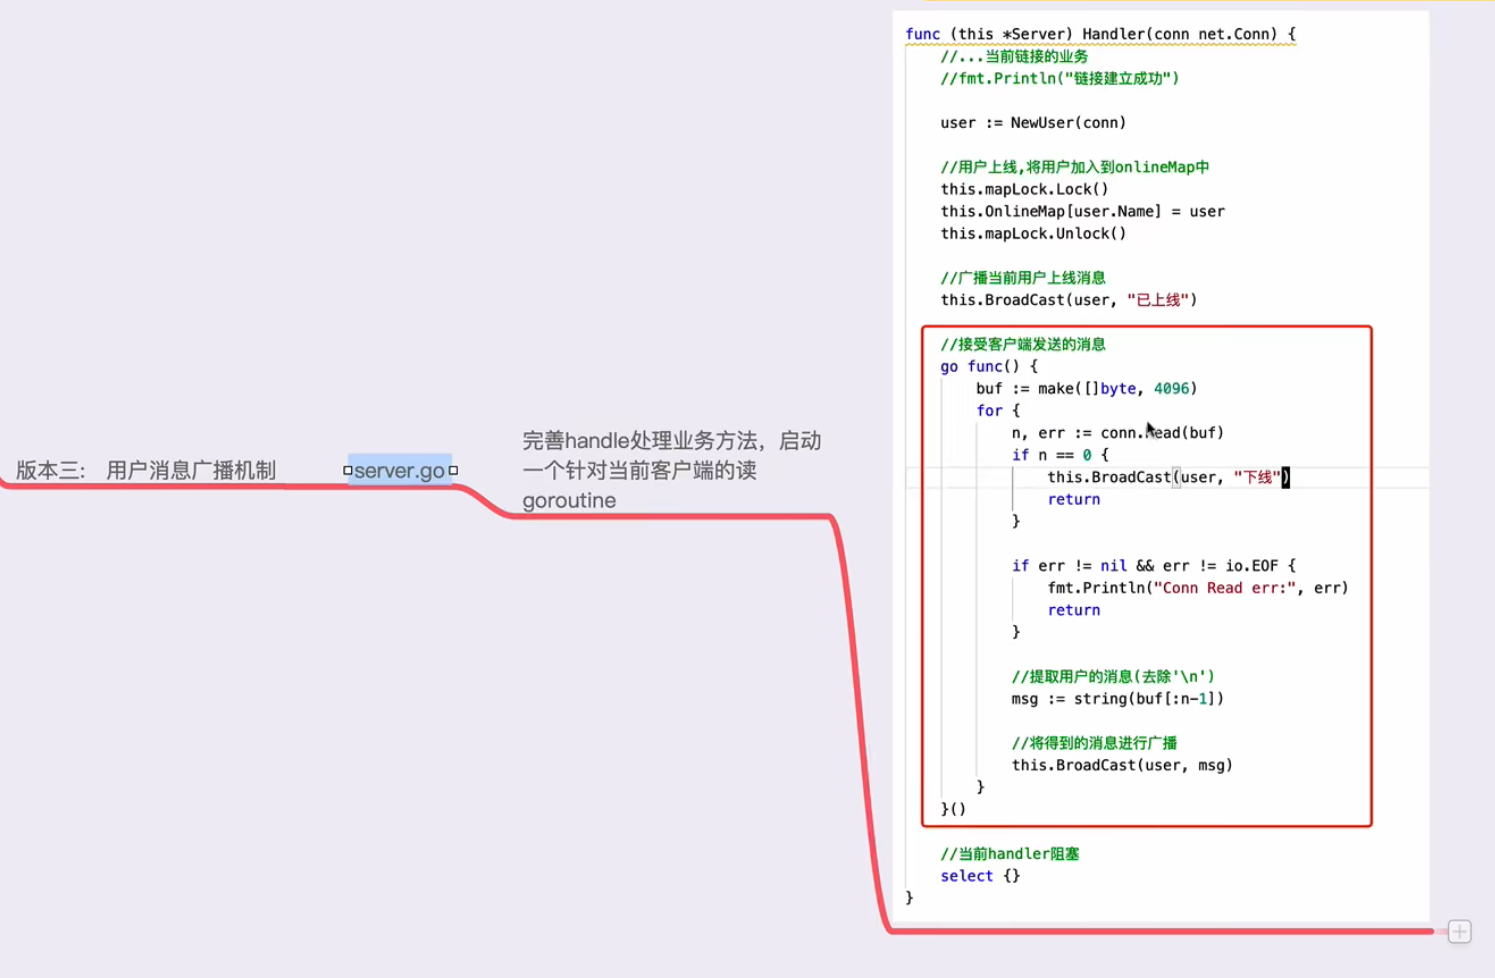 版本三： 用户消息广播机制
server.go
完善handle处理业务方法，启动
一个针对当前客户端的读
goroutine
func (this *Server) Handler(conn net.Conn) {
//...当前链接的业务
//fmt.Println("链接建立成功")
user := NewUser(conn)
//用户上线,将用户加入到onlineMap中
this.mapLock.Lock()
this.OnlineMap[user.Name] = user
this.mapLock.Unlock()
//广播当前用户上线消息
this.BroadCast(user, "已上线")
//接受客户端发送的消息
go func() {
buf := make([]byte, 4096)
for {
n, err := conn.Read(buf)
if n == 0 {
this.BroadCast(user, "下线")
return
}
if err != nil && err != io.EOF {
fmt.Println("Conn Read err:", err)
return
}
//提取用户的消息(去除'\n')
msg := string(buf[:n-1])
//将得到的消息进行广播
this.BroadCast(user, msg)
}
}()
//当前handler阻塞
select {}
}